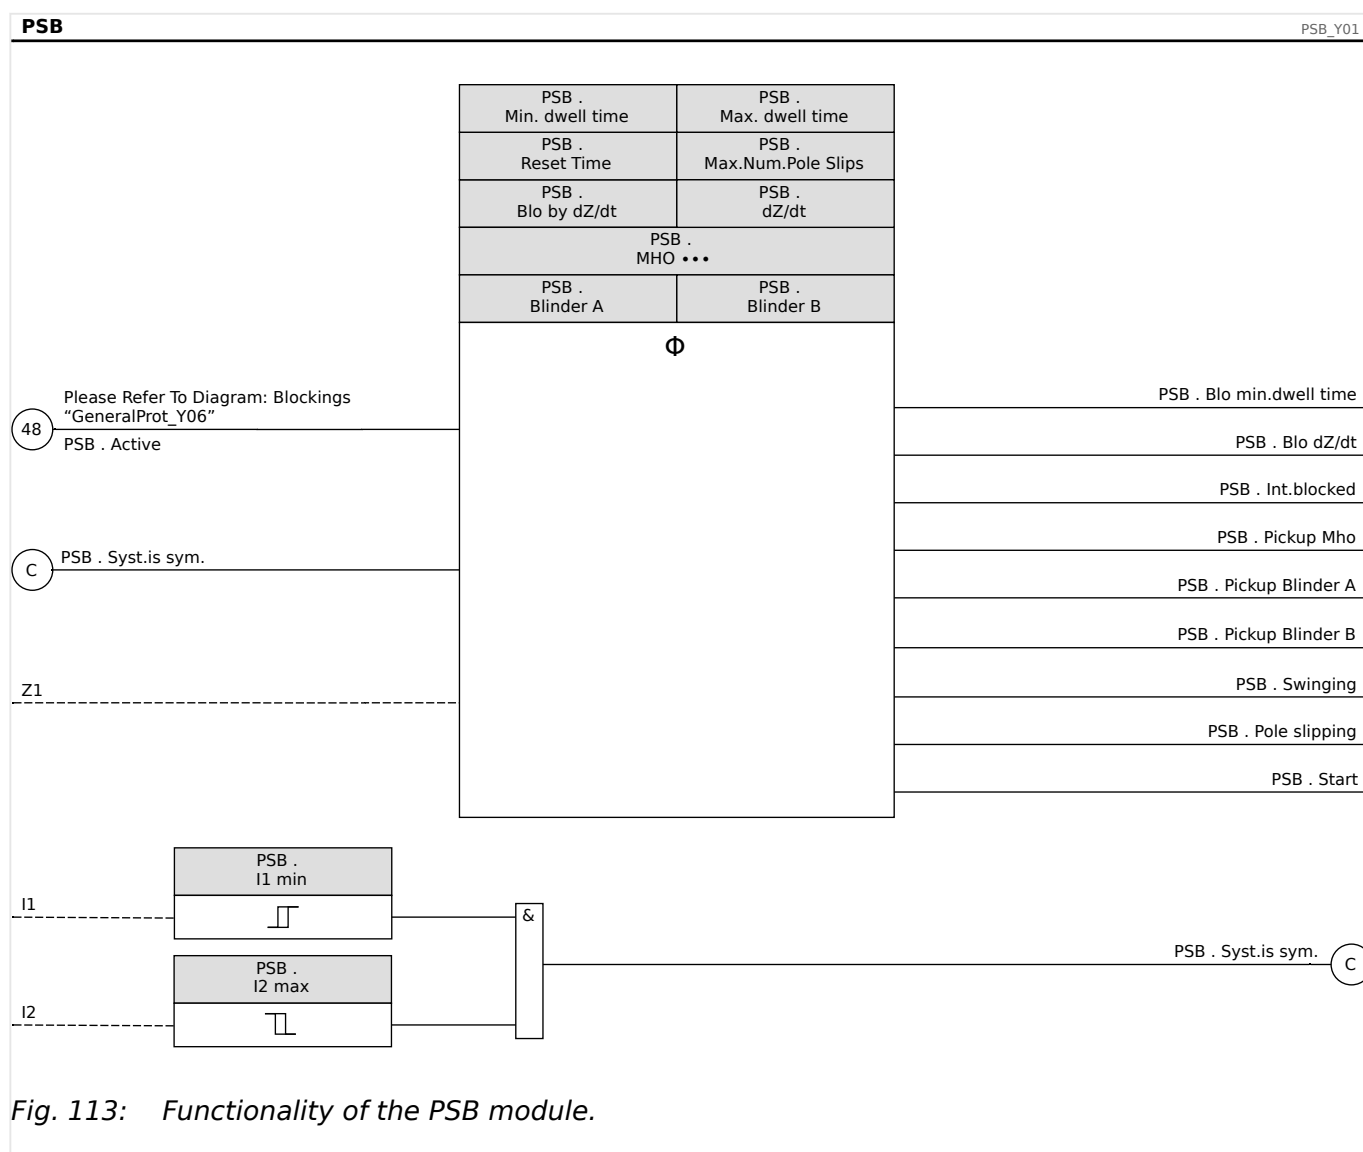 PSB
PSB_Y01
PSB .
Min. dwell time
PSB .
Max. dwell time
PSB .
Reset Time
PSB .
Max.Num.Pole Slips
PSB .
Blo by dZ/dt
PSB .
dZ/dt
PSB .
MHO •••
PSB .
Blinder A
PSB .
Blinder B
Φ
Please Refer To Diagram: Blockings
“GeneralProt_Y06”
48
PSB . Active
C
PSB . Syst.is sym.
Z1
PSB . Blo min.dwell time
PSB . Blo dZ/dt
PSB . Int.blocked
PSB . Pickup Mho
PSB . Pickup Blinder A
PSB . Pickup Blinder B
PSB . Swinging
PSB . Pole slipping
PSB . Start
PSB .
I1 min
I1
&
PSB .
I2 max
I2
PSB . Syst.is sym.
C
Fig. 113: Functionality of the PSB module.